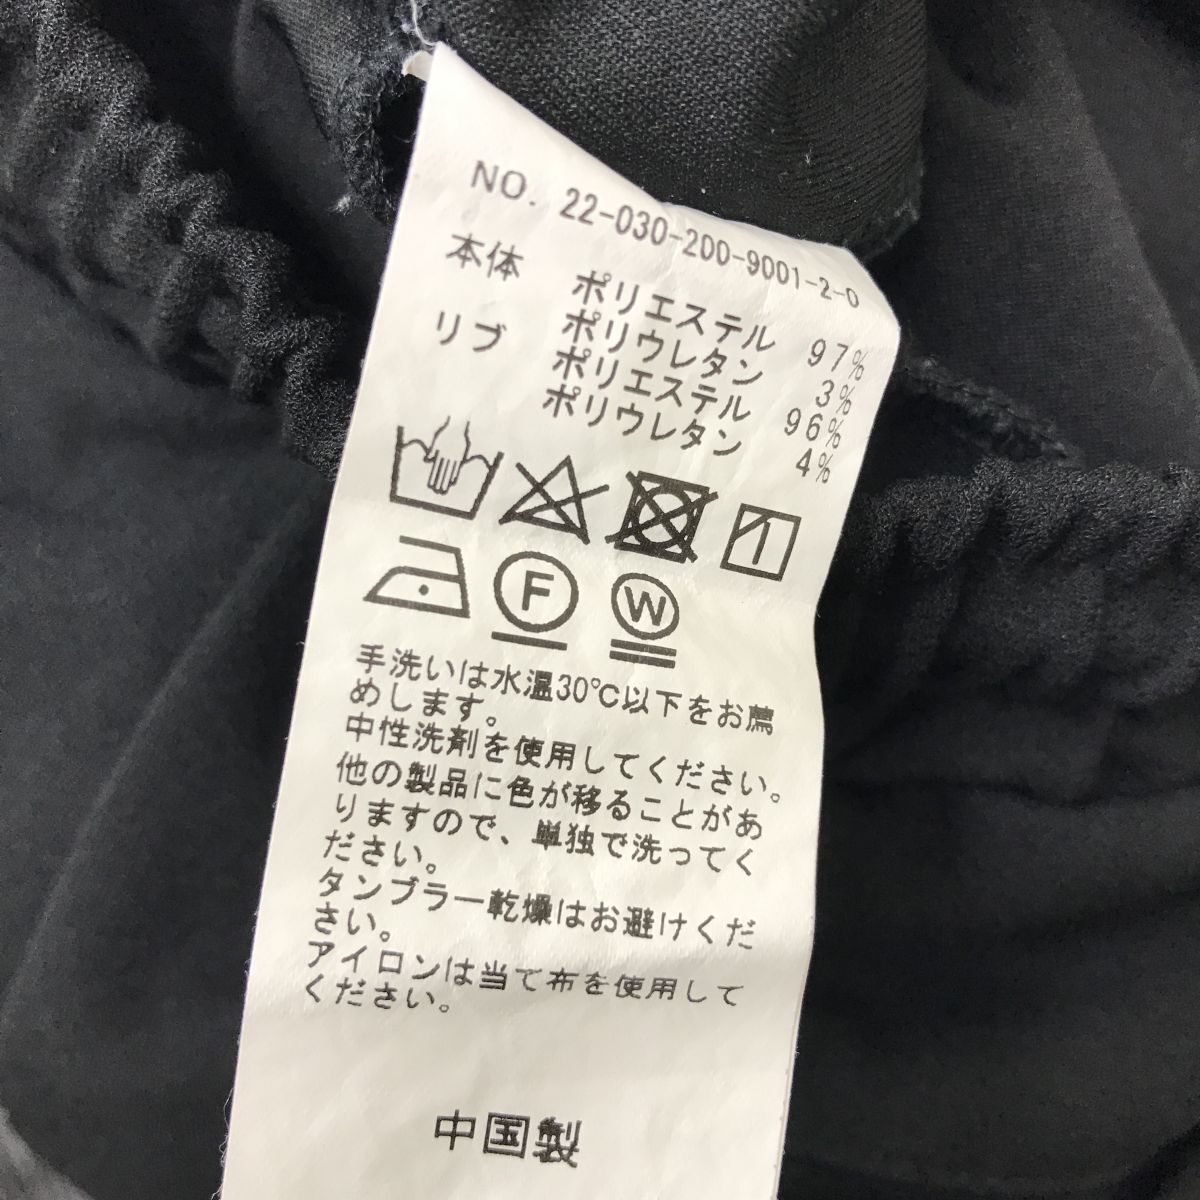 NO. 22-030-200-9001-2-0
本体 ポリエステル 97%
ポリウレタン 3%
リブ ポリエステル 96%
ポリウレタン 4%
1
F
W
手洗いは水温30℃以下をお薦
めします。
中性洗剤を使用してください。
他の製品に色が移ることがあ
りますので、単独で洗ってく
ださい。
タンブラー乾燥はお避けくだ
さい。
アイロンは当て布を使用して
ください。
中国製